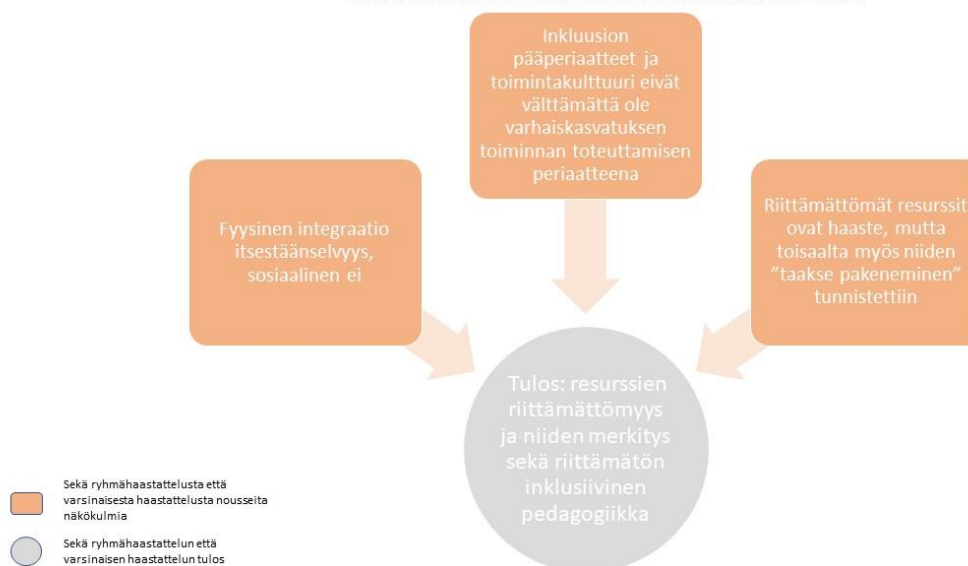 Inkluusion
pääperiaatteet ja
toimintakulttuuri eivät
välttämättä ole
varhaiskasvatuksen
toiminnan toteuttamisen
periaatteena
Fyysinen integraatio
itsestäänselvyys,
sosiaalinen ei
Riittämättömät resurssit
ovat haaste, mutta
toisaalta myös niiden
”taakse pakeneminen”
tunnistettiin
Tulos: resurssien
riittämättömyys
ja niiden merkitys
sekä riittämätön
inklusiivinen
pedagogiikka
Sekä ryhmähaastattelusta että
varsinaisesta haastattelusta nousseita
näkökulmia
Sekä ryhmähaastattelun että
varsinaisen haastattelun tulos